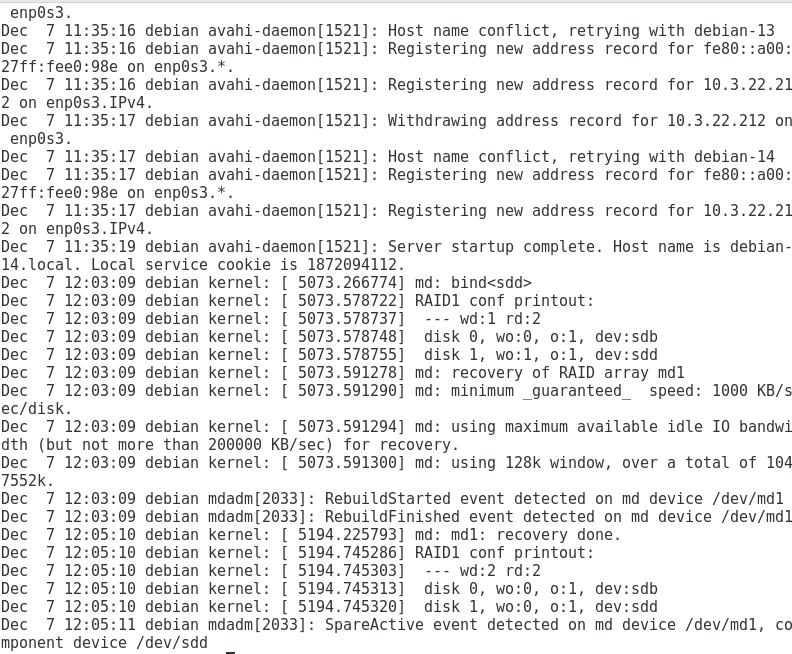 enp0s3.
Dec  7 11:35:16 debian avahi-daemon[1521]: Host name conflict, retrying with debian-13
Dec  7 11:35:16 debian avahi-daemon[1521]: Registering new address record for fe80::a00:
27ff:fee0:98e on enp0s3.*.
Dec  7 11:35:16 debian avahi-daemon[1521]: Registering new address record for 10.3.22.21
2 on enp0s3.IPv4.
Dec  7 11:35:17 debian avahi-daemon[1521]: Withdrawing address record for 10.3.22.212 on
 enp0s3.
Dec  7 11:35:17 debian avahi-daemon[1521]: Host name conflict, retrying with debian-14
Dec  7 11:35:17 debian avahi-daemon[1521]: Registering new address record for fe80::a00:
27ff:fee0:98e on enp0s3.*.
Dec  7 11:35:17 debian avahi-daemon[1521]: Registering new address record for 10.3.22.21
2 on enp0s3.IPv4.
Dec  7 11:35:19 debian avahi-daemon[1521]: Server startup complete. Host name is debian-
14.local. Local service cookie is 1872094112.
Dec  7 12:03:09 debian kernel: [ 5073.266774] md: bind<sdd>
Dec  7 12:03:09 debian kernel: [ 5073.578722] RAID1 conf printout:
Dec  7 12:03:09 debian kernel: [ 5073.578737]  --- wd:1 rd:2
Dec  7 12:03:09 debian kernel: [ 5073.578748]  disk 0, wo:0, o:1, dev:sdb
Dec  7 12:03:09 debian kernel: [ 5073.578755]  disk 1, wo:1, o:1, dev:sdd
Dec  7 12:03:09 debian kernel: [ 5073.591278] md: recovery of RAID array md1
Dec  7 12:03:09 debian kernel: [ 5073.591290] md: minimum _guaranteed_  speed: 1000 KB/s
ec/disk.
Dec  7 12:03:09 debian kernel: [ 5073.591294] md: using maximum available idle IO bandwi
dth (but not more than 200000 KB/sec) for recovery.
Dec  7 12:03:09 debian kernel: [ 5073.591300] md: using 128k window, over a total of 104
7552k.
Dec  7 12:03:09 debian mdadm[2033]: RebuildStarted event detected on md device /dev/md1
Dec  7 12:03:09 debian mdadm[2033]: RebuildFinished event detected on md device /dev/md1
Dec  7 12:05:10 debian kernel: [ 5194.225793] md: md1: recovery done.
Dec  7 12:05:10 debian kernel: [ 5194.745286] RAID1 conf printout:
Dec  7 12:05:10 debian kernel: [ 5194.745303]  --- wd:2 rd:2
Dec  7 12:05:10 debian kernel: [ 5194.745313]  disk 0, wo:0, o:1, dev:sdb
Dec  7 12:05:10 debian kernel: [ 5194.745320]  disk 1, wo:0, o:1, dev:sdd
Dec  7 12:05:11 debian mdadm[2033]: SpareActive event detected on md device /dev/md1, co
mponent device /dev/sdd